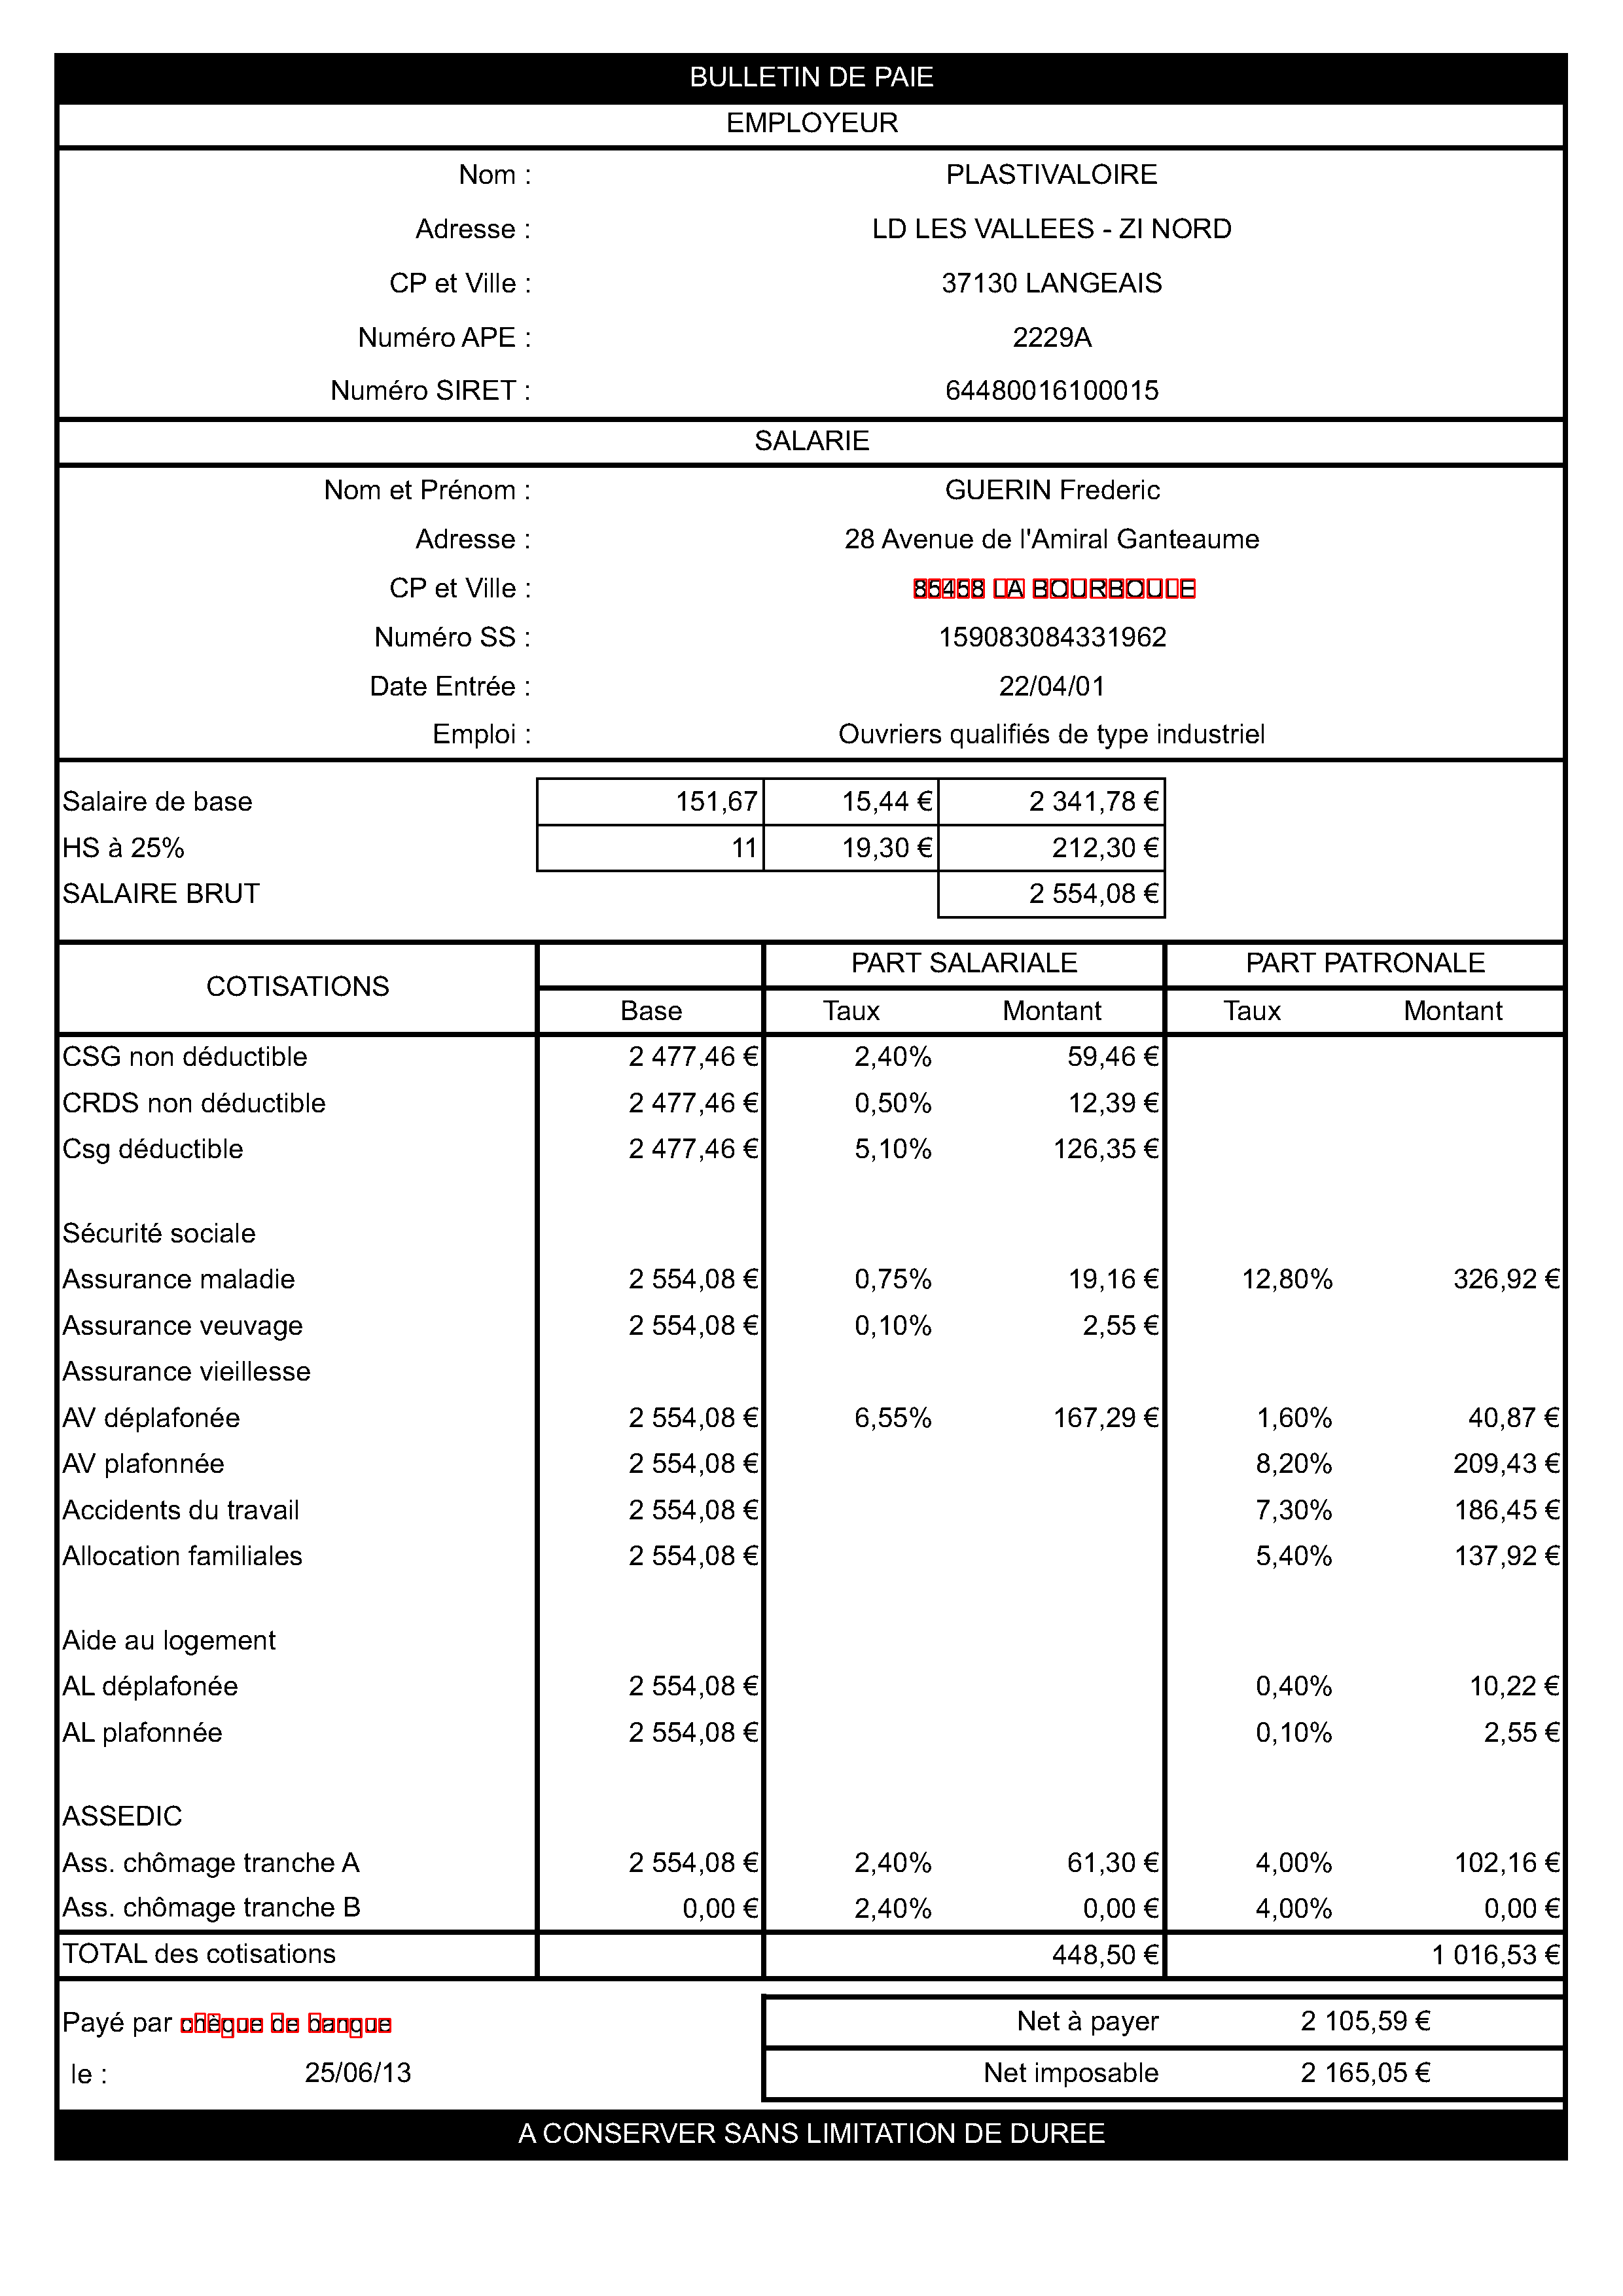 BULLETIN DE PAIE
EMPLOYEUR
Nom : PLASTIVALOIRE
Adresse : LD LES VALLEES - ZI NORD
CP et Ville : 37130 LANGEAIS
Numéro APE : 2229A
Numéro SIRET : 64480016100015
SALARIE
Nom et Prénom : GUERIN Frederic
Adresse : 28 Avenue de l'Amiral Ganteaume
CP et Ville : LA BOURBOULE
Numéro SS : 159083084331962
Date Entrée : 22/04/01
Emploi : Ouvriers qualifiés de type industriel
Salaire de base 151,67 15,44 € 2 341,78 €
HS à 25% 11 19,30 € 212,30 €
SALAIRE BRUT 2 554,08 €
COTISATIONS PART SALARIALE PART PATRONALE
Base Taux Montant Taux Montant
CSG non déductible 2 477,46 € 2,40% 59,46 €
CRDS non déductible 2 477,46 € 0,50% 12,39 €
Csg déductible 2 477,46 € 5,10% 126,35 €
Sécurité sociale
Assurance maladie 2 554,08 € 0,75% 19,16 € 12,80% 326,92 €
Assurance veuvage 2 554,08 € 0,10% 2,55 €
Assurance vieillesse
AV déplafonée 2 554,08 € 6,55% 167,29 € 1,60% 40,87 €
AV plafonnée 2 554,08 € 8,20% 209,43 €
Accidents du travail 2 554,08 € 7,30% 186,45 €
Allocation familiales 2 554,08 € 5,40% 137,92 €
Aide au logement
AL déplafonée 2 554,08 € 0,40% 10,22 €
AL plafonnée 2 554,08 € 0,10% 2,55 €
ASSEDIC
Ass. chômage tranche A 2 554,08 € 2,40% 61,30 € 4,00% 102,16 €
Ass. chômage tranche B 0,00 € 2,40% 0,00 € 4,00% 0,00 €
TOTAL des cotisations 448,50 € 1 016,53 €
Payé par chèque de banque Net à payer 2 105,59 €
le : 25/06/13 Net imposable 2 165,05 €
A CONSERVER SANS LIMITATION DE DUREE